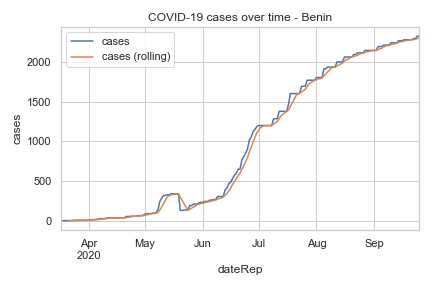 COVID-19 cases over time - Benin
cases
cases (rolling)
2000
1500
1000
500
0
cases
Apr May Jun Jul Aug Sep
2020
dateRep